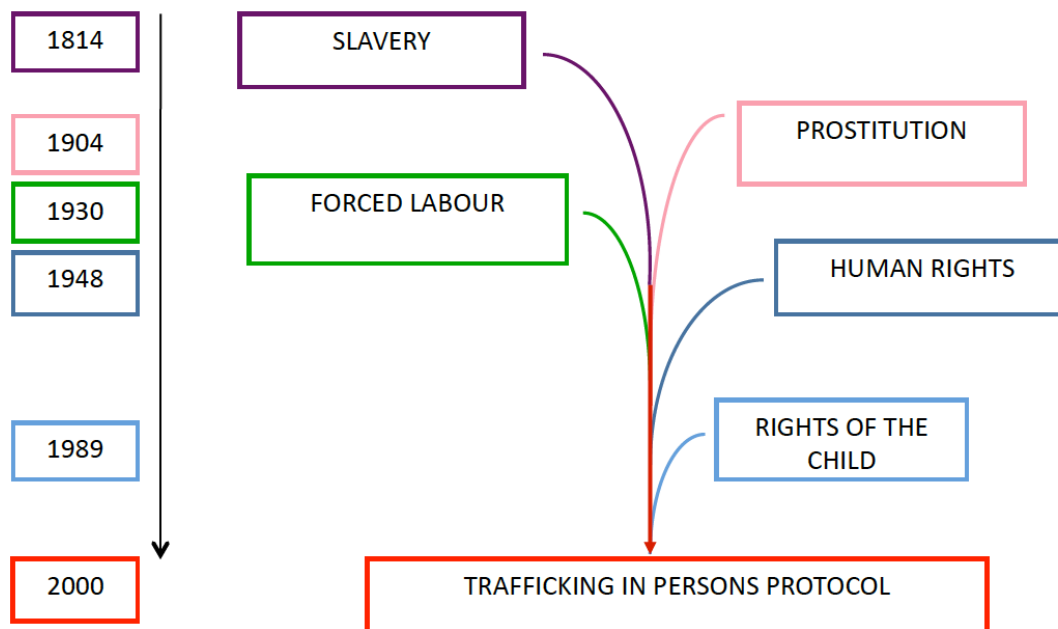 1814
SLAVERY
1904
PROSTITUTION
1930
FORCED LABOUR
1948
HUMAN RIGHTS
1989
RIGHTS OF THE
CHILD
2000
TRAFFICKING IN PERSONS PROTOCOL